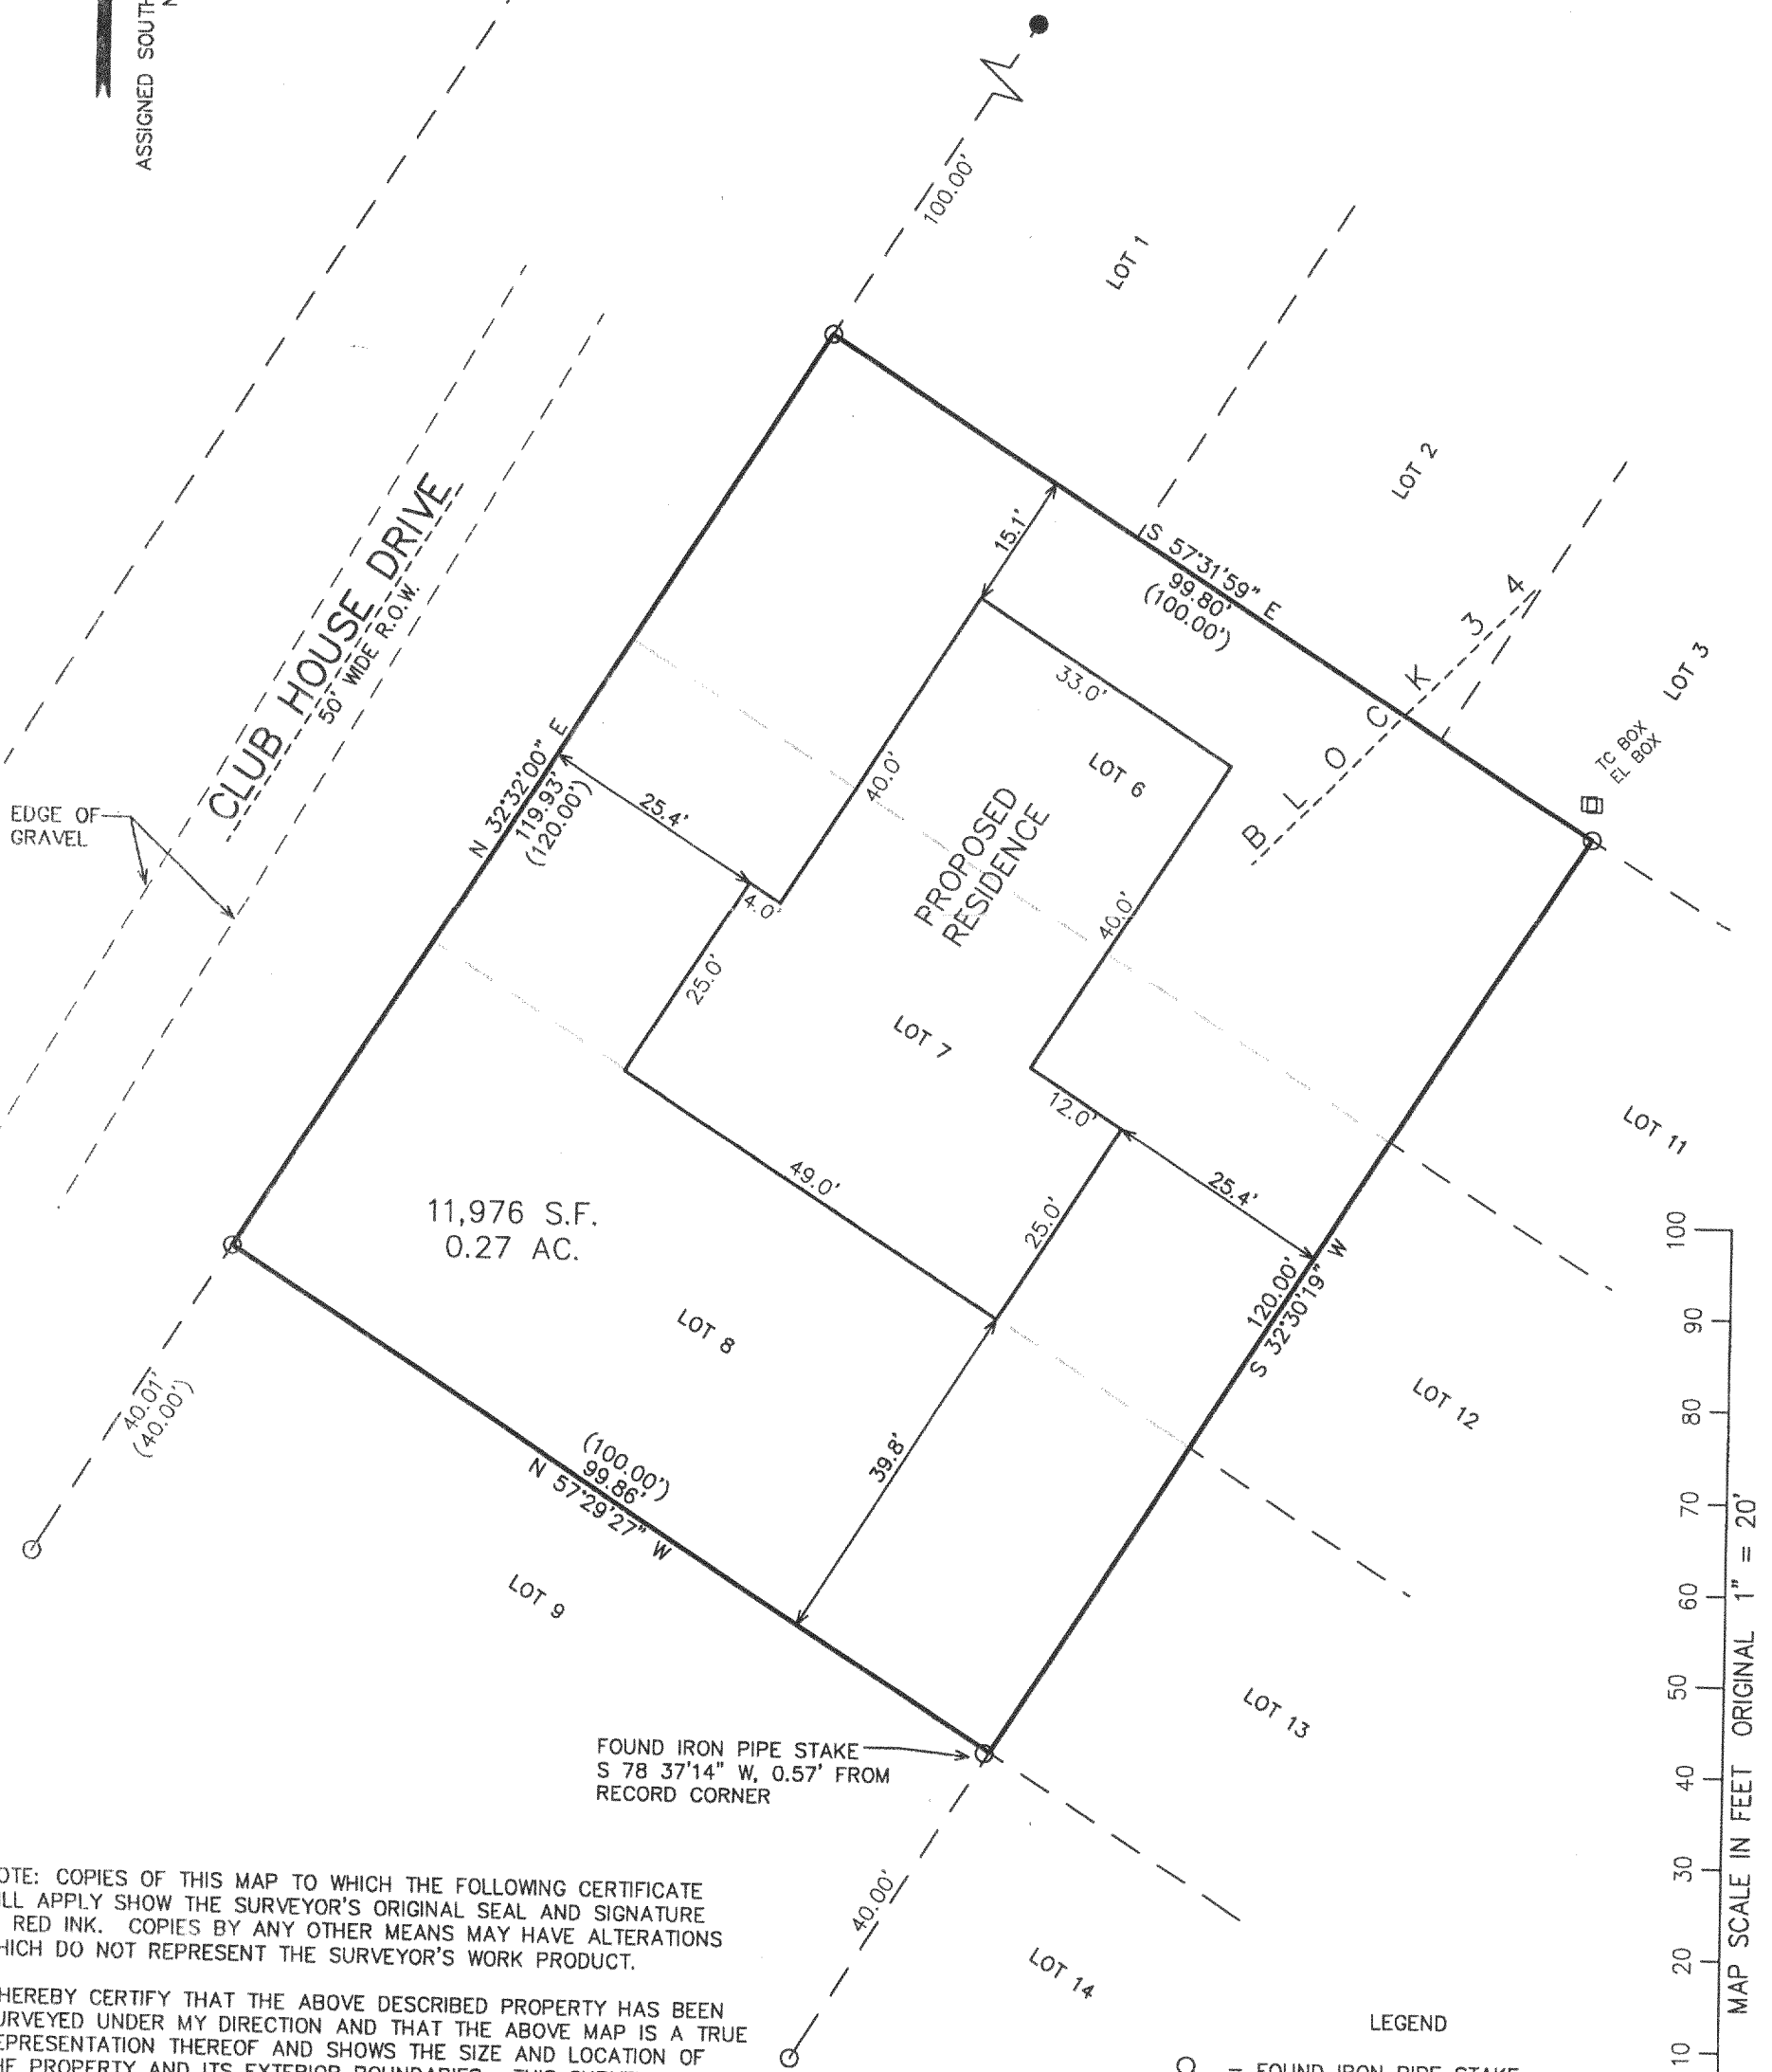 ASSIGNED SOUTH
100.00'
LOT 1
LOT 2
LOT 3
CLUB HOUSE DRIVE
50' WIDE R.O.W.
EDGE OF
GRAVEL
15.1'
S 57°31'59" E
99.80'
(100.00')
BLOCK 34
TC BOX
EL BOX
33.0'
LOT 6
40.0'
PROPOSED
RESIDENCE
40.0'
N 32°32'00" E
119.93'
(120.00')
25.4'
4.0'
25.0'
LOT 7
12.0'
25.4'
LOT 11
49.0'
25.0'
11,976 S.F.
0.27 AC.
120.00'
S 32°30'19" W
LOT 8
LOT 12
40.01'
(40.00')
39.8'
(100.00')
99.86'
N 57°29'27" W
LOT 9
LOT 13
FOUND IRON PIPE STAKE
S 78 37'14" W, 0.57' FROM
RECORD CORNER
40.00'
LOT 14
100
90
80
70
60
50
40
30
20
10
MAP SCALE IN FEET ORIGINAL 1" = 20'
OTE: COPIES OF THIS MAP TO WHICH THE FOLLOWING CERTIFICATE
ILL APPLY SHOW THE SURVEYOR'S ORIGINAL SEAL AND SIGNATURE
RED INK. COPIES BY ANY OTHER MEANS MAY HAVE ALTERATIONS
HICH DO NOT REPRESENT THE SURVEYOR'S WORK PRODUCT.
HEREBY CERTIFY THAT THE ABOVE DESCRIBED PROPERTY HAS BEEN
URVEYED UNDER MY DIRECTION AND THAT THE ABOVE MAP IS A TRUE
EPRESENTATION THEREOF AND SHOWS THE SIZE AND LOCATION OF
HE PROPERTY AND ITS EXTERIOR BOUNDARIES
LEGEND
= FOUND IRON PIPE STAKE